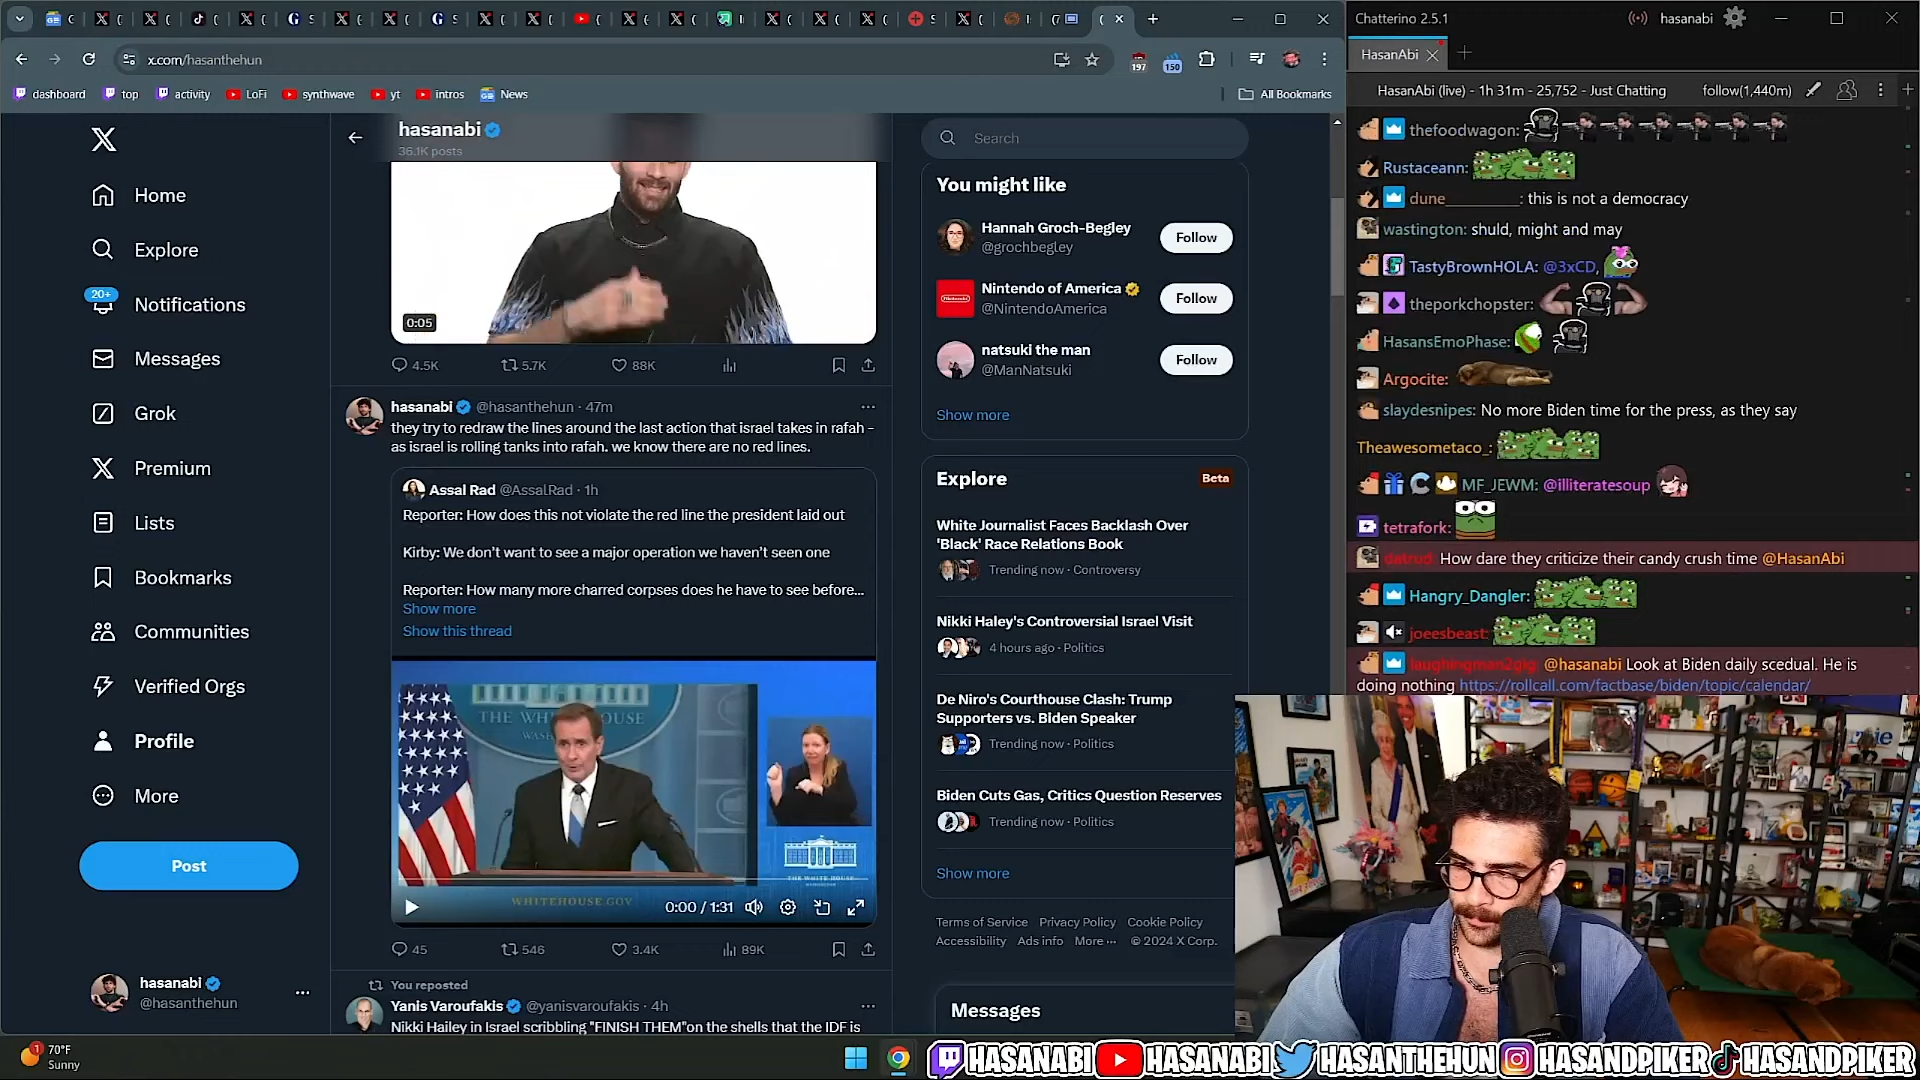 x.com/hasanthehun
197
150
dashboard
top
activity
LoFi
synthwave
yt
intros
News
All Bookmarks
Home
Explore
20+
Notifications
Messages
Grok
Premium
Lists
Bookmarks
Communities
Verified Orgs
Profile
More
Post
hasanabi
@hasanthehun
hasanabi
36.1K posts
0:05
4.5K
5.7K
88K
hasanabi @hasanthehun · 47m
they try to redraw the lines around the last action that israel takes in rafah -
as israel is rolling tanks into rafah. we know there are no red lines.
Assal Rad @AssalRad · 1h
Reporter: How does this not violate the red line the president laid out
Kirby: We don't want to see a major operation we haven't seen one
Reporter: How many more charred corpses does he have to see before...
Show more
Show this thread
THE WHITE HOUSE
THE WHITE HOUSE
WASHINGTON
WHITEHOUSE.GOV
0:00 / 1:31
45
546
3.4K
89K
You reposted
Yanis Varoufakis @yanisvaroufakis · 4h
Nikki Hailey in Israel scribbling "FINISH THEM"on the shells that the IDF is
Search
You might like
Hannah Groch-Begley
@grochbegley
Follow
Nintendo of America
@NintendoAmerica
Follow
natsuki the man
@ManNatsuki
Follow
Show more
Explore
Beta
White Journalist Faces Backlash Over
'Black' Race Relations Book
Trending now · Controversy
Nikki Haley's Controversial Israel Visit
4 hours ago · Politics
De Niro's Courthouse Clash: Trump
Supporters vs. Biden Speaker
Trending now · Politics
Biden Cuts Gas, Critics Question Reserves
Trending now · Politics
Show more
Terms of Service Privacy Policy Cookie Policy
Accessibility Ads info More ··· © 2024 X Corp.
Messages
Chatterino 2.5.1
hasanabi
HasanAbi
HasanAbi (live) - 1h 31m - 25,752 - Just Chatting
follow(1,440m)
thefoodwagon:
Rustaceann:
dune_________: this is not a democracy
wastington: shuld, might and may
TastyBrownHOLA: @3xCD,
theporkchopster:
HasansEmoPhase:
Argocite:
slaydesnipes: No more Biden time for the press, as they say
Theawesometaco_:
MF_JEWM: @illiteratesoup
tetrafork:
datrud: How dare they criticize their candy crush time @HasanAbi
Hangry_Dangler:
joeesbeast:
laughingman2gig: @hasanabi Look at Biden daily scedual. He is
doing nothing https://rollcall.com/factbase/biden/topic/calendar/
1
70°F
Sunny
HASANABI
HASANABI
HASANTHEHUN
HASANDPIKER
HASANDPIKER